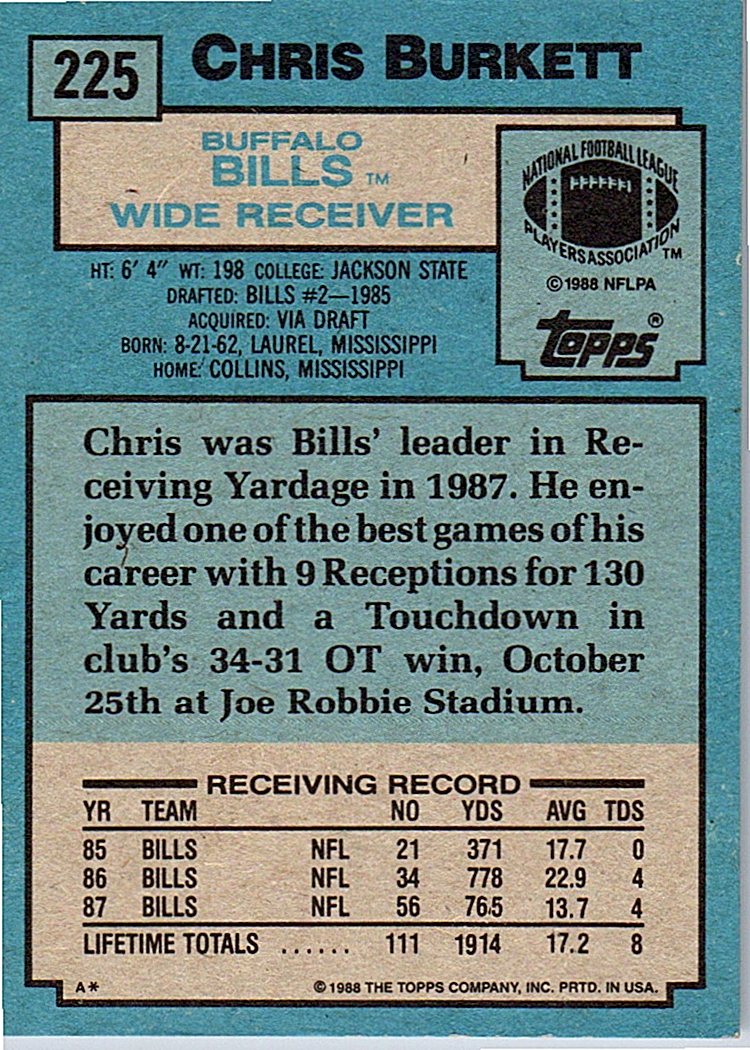 225
CHRIS BURKETT
BUFFALO
BILLS TM
WIDE RECEIVER
NATIONAL FOOTBALL LEAGUE
PLAYERS ASSOCIATION TM
©1988 NFLPA
TOPPS®
HT: 6' 4" WT: 198 COLLEGE: JACKSON STATE
DRAFTED: BILLS #2—1985
ACQUIRED: VIA DRAFT
BORN: 8-21-62, LAUREL, MISSISSIPPI
HOME: COLLINS, MISSISSIPPI
Chris was Bills' leader in Re-
ceiving Yardage in 1987. He en-
joyed one of the best games of his
career with 9 Receptions for 130
Yards and a Touchdown in
club's 34-31 OT win, October
25th at Joe Robbie Stadium.
RECEIVING RECORD
YR TEAM NO YDS AVG TDS
85 BILLS NFL 21 371 17.7 0
86 BILLS NFL 34 778 22.9 4
87 BILLS NFL 56 765 13.7 4
LIFETIME TOTALS ...... 111 1914 17.2 8
A* ©1988 THE TOPPS COMPANY, INC. PRTD. IN USA.